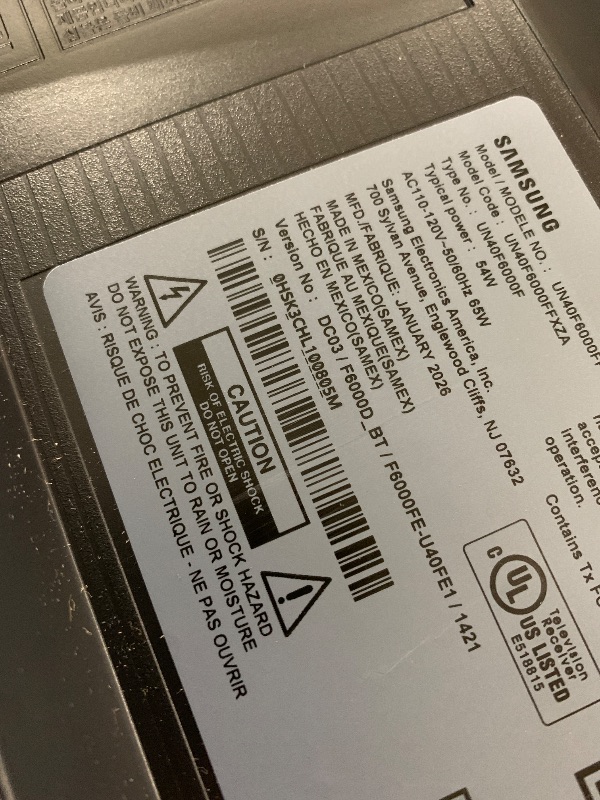 SAMSUNG
Model / MODELE NO.: UN40F6000FF
Model Code : UN40F6000FFXZA
Type No. : UN40F6000F
Typical power : 54W
AC110-120V~50/60Hz 65W
Samsung Electronics America, Inc.
700 Sylvan Avenue, Englewood Cliffs, NJ 07632
MFD./FABRIQUE: JANUARY 2026
MADE IN MEXICO(SAMEX)
FABRIQUE AU MEXIQUE(SAMEX)
HECHO EN MEXICO(SAMEX)
Version No : DC03 / F6000D_BT / F6000FE-U40FE1 / 1421
S/N : 0HSK3CHL100805M
CAUTION
RISK OF ELECTRIC SHOCK
DO NOT OPEN
WARNING : TO PREVENT FIRE OR SHOCK HAZARD
DO NOT EXPOSE THIS UNIT TO RAIN OR MOISTURE
AVIS : RISQUE DE CHOC ELECTRIQUE - NE PAS OUVRIR
operation.
Contains Tx
C UL US LISTED
Television
Receiver
E518815